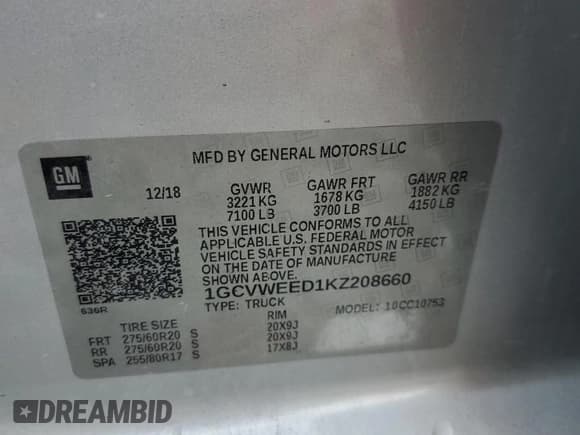 MFD BY GENERAL MOTORS LLC
GM
12/18 GVWR GAWR FRT GAWR RR
3221 KG 1678 KG 1882 KG
7100 LB 3700 LB 4150 LB
THIS VEHICLE CONFORMS TO ALL
APPLICABLE U.S. FEDERAL MOTOR
VEHICLE SAFETY STANDARDS IN EFFECT
ON THE DATE OF MANUFACTURE
SHOWN ABOVE.
1GCVWEED1KZ208660
636R TYPE: TRUCK MODEL: 10CC10753
TIRE SIZE RIM
FRT 275/60R20 S 20X9J
RR 275/60R20 S 20X9J
SPA 255/80R17 S 17X8J
DREAMBID